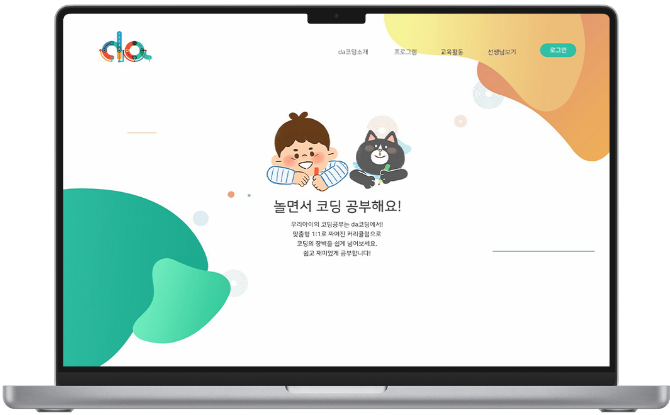 da
da코딩소개 프로그램 교육활동 선생님보기 로그인
놀면서 코딩 공부해요!
우리아이의 코딩공부는 da코딩에서!
맞춤형 1:1로 짜여진 커리큘럼으로
코딩의 장벽을 쉽게 넘어보세요.
쉽고 재미있게 공부합니다!